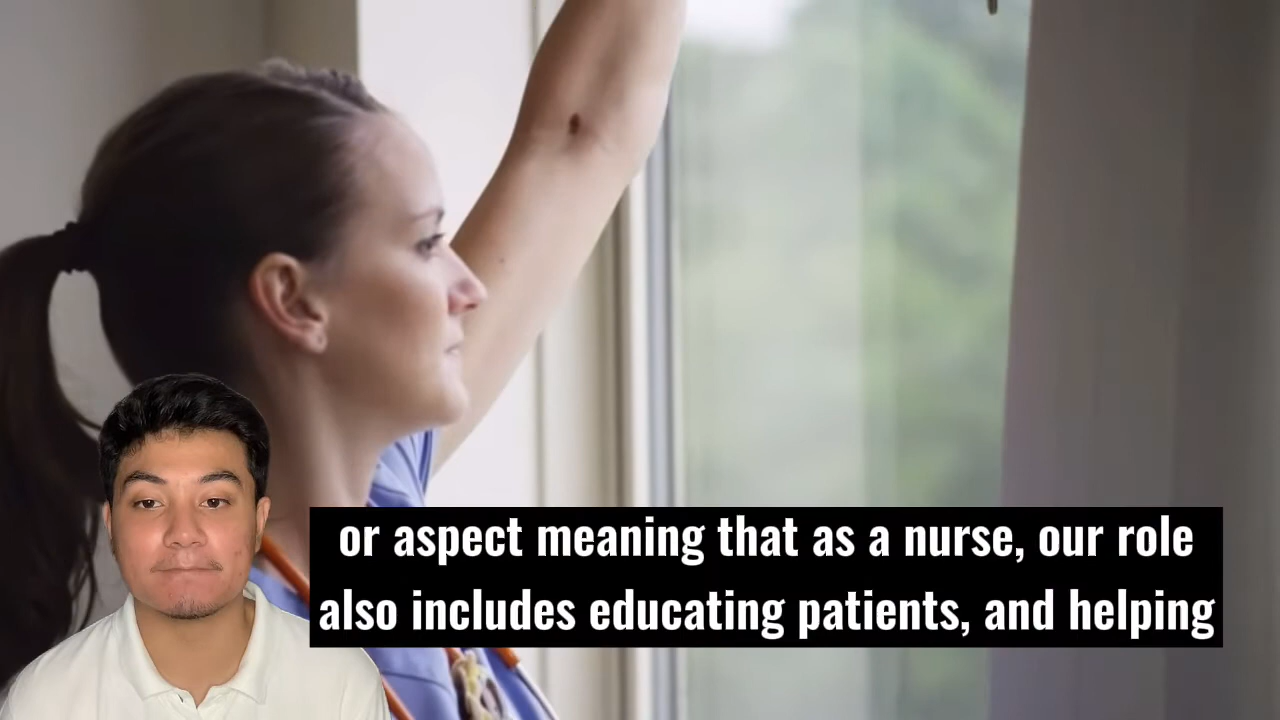 or aspect meaning that as a nurse, our role
also includes educating patients, and helping